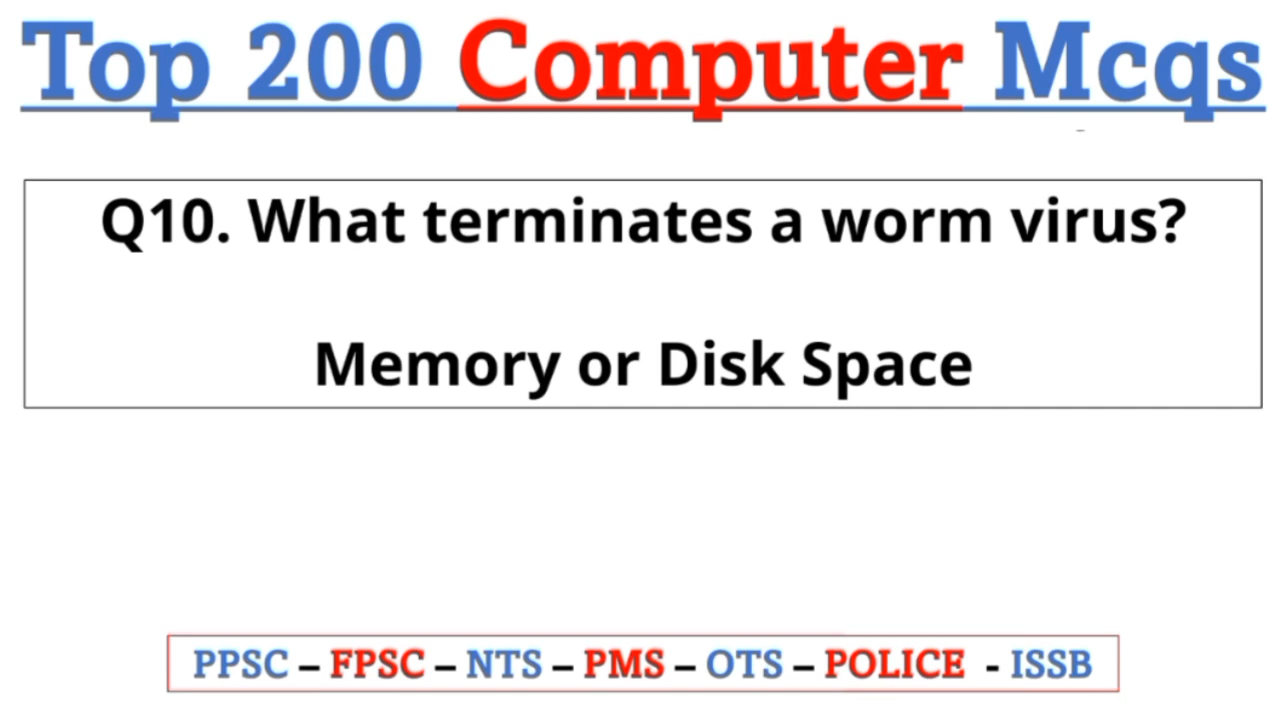 Top 200 Computer Mcqs
Q10. What terminates a worm virus?
Memory or Disk Space
PPSC – FPSC – NTS – PMS – OTS – POLICE - ISSB